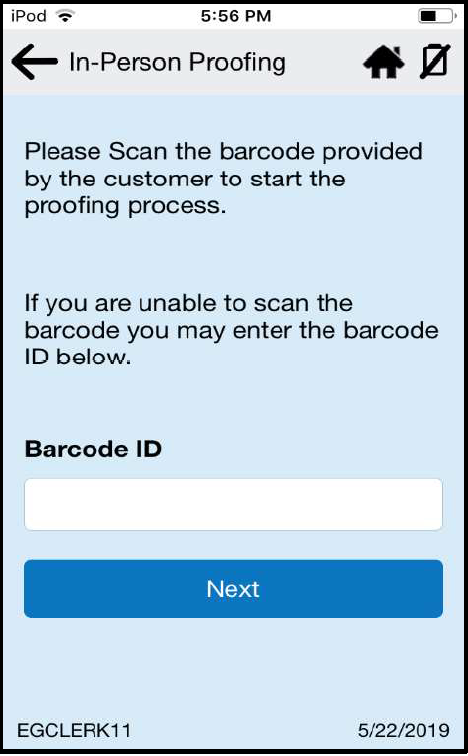 iPod 5:56 PM
In-Person Proofing
Please Scan the barcode provided
by the customer to start the
proofing process.
If you are unable to scan the
barcode you may enter the barcode
ID below.
Barcode ID
Next
EGCLERK11 5/22/2019